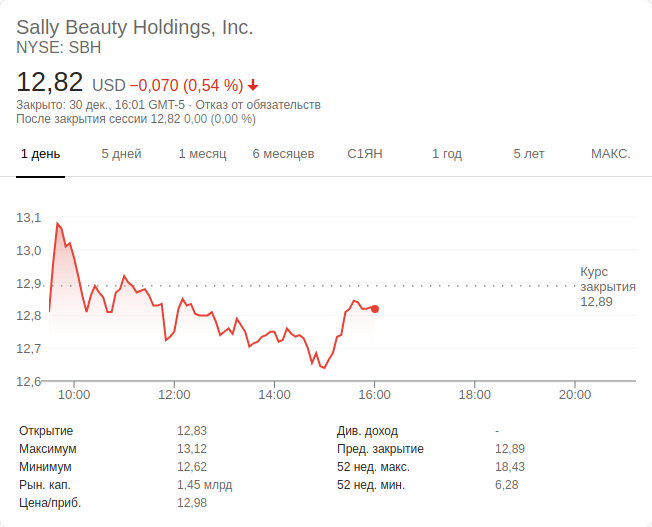 Sally Beauty Holdings, Inc.
NYSE: SBH
12,82 USD −0,070 (0,54 %)
Закрыто: 30 дек., 16:01 GMT-5 · Отказ от обязательств
После закрытия сессии 12,82 0,00 (0,00 %)
1 день 5 дней 1 месяц 6 месяцев С1ЯН 1 год 5 лет МАКС.
13,1
13,0
12,9
12,8
12,7
12,6
Курс
закрытия
12,89
10:00 12:00 14:00 16:00 18:00 20:00
Открытие 12,83
Максимум 13,12
Минимум 12,62
Рын. кап. 1,45 млрд
Цена/приб. 12,98
Див. доход -
Пред. закрытие 12,89
52 нед. макс. 18,43
52 нед. мин. 6,28